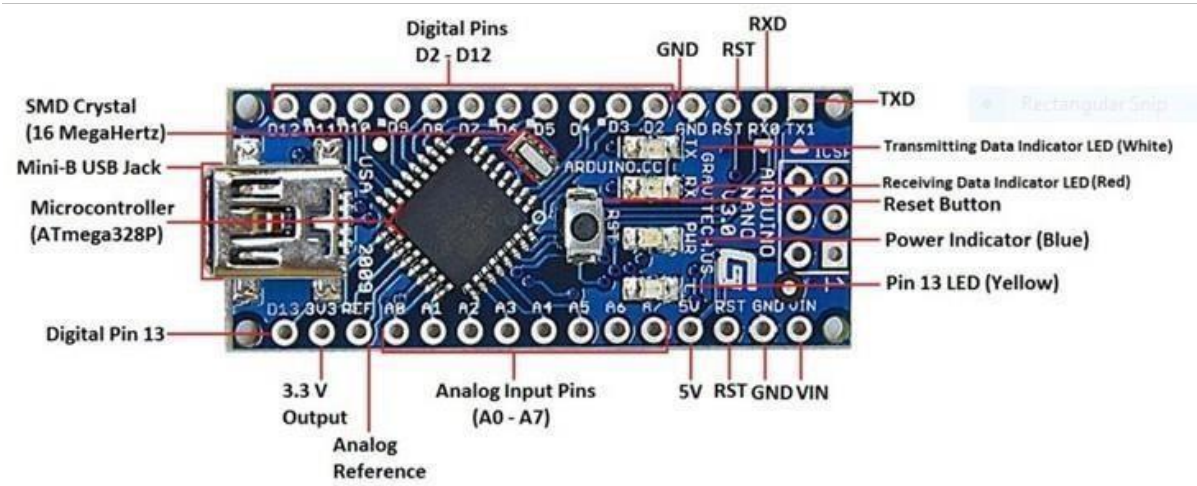 Digital Pins
D2 - D12
GND
RST
RXD
TXD
Rectangular Snip
SMD Crystal
(16 MegaHertz)
Mini-B USB Jack
Microcontroller
(ATmega328P)
D12 D11 D10 D9 D8 D7 D6 D5 D4 D3 D2 GND RST RX0 TX1
TX
ICSP
ARDUINO.CC
RX
USA
2009
RST
PWR
L
GRAVITECH.US
ARDUINO
NANO
V3.0
G
1
Transmitting Data Indicator LED (White)
Receiving Data Indicator LED (Red)
Reset Button
Power Indicator (Blue)
Pin 13 LED (Yellow)
D13 3V3 REF A0 A1 A2 A3 A4 A5 A6 A7 5V RST GND VIN
Digital Pin 13
3.3 V
Output
Analog
Reference
Analog Input Pins
(A0 - A7)
5V
RST
GND
VIN